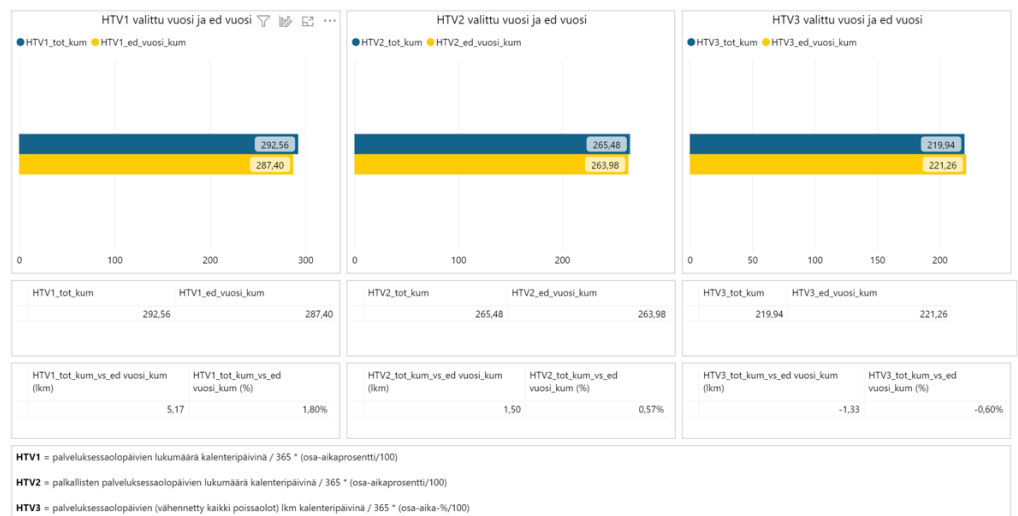 HTV1 valittu vuosi ja ed vuosi
HTV1_tot_kum HTV1_ed_vuosi_kum
292,56
287,40
0 100 200 300
HTV2 valittu vuosi ja ed vuosi
HTV2_tot_kum HTV2_ed_vuosi_kum
265,48
263,98
0 100 200
HTV3 valittu vuosi ja ed vuosi
HTV3_tot_kum HTV3_ed_vuosi_kum
219,94
221,26
0 50 100 150 200
HTV1_tot_kum HTV1_ed_vuosi_kum
292,56 287,40
HTV2_tot_kum HTV2_ed_vuosi_kum
265,48 263,98
HTV3_tot_kum HTV3_ed_vuosi_kum
219,94 221,26
HTV1_tot_kum_vs_ed vuosi_kum HTV1_tot_kum_vs_ed
(lkm) vuosi_kum (%)
5,17 1,80%
HTV2_tot_kum_vs_ed vuosi_kum HTV2_tot_kum_vs_ed
(lkm) vuosi_kum (%)
1,50 0,57%
HTV3_tot_kum_vs_ed vuosi_kum HTV3_tot_kum_vs_ed
(lkm) vuosi_kum (%)
-1,33 -0,60%
HTV1 = palveluksessaolopäivien lukumäärä kalenteripäivinä / 365 * (osa-aikaprosentti/100)
HTV2 = palkallisten palveluksessaolopäivien lukumäärä kalenteripäivinä / 365 * (osa-aikaprosentti/100)
HTV3 = palveluksessaolopäivien (vähennetty kaikki poissaolot) lkm kalenteripäivinä / 365 * (osa-aika-%/100)